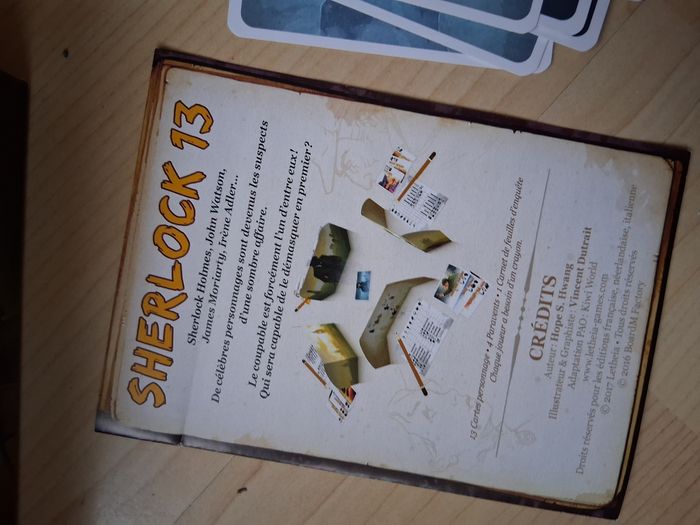 SHERLOCK 13
Sherlock Holmes, John Watson,
James Moriarty, irène Adler...
De célèbres personnages sont devenus les suspects
d'une sombre affaire.
Le coupable est forcément l'un d'entre eux!
Qui sera capable de le démasquer en premier ?
13 Cartes personnage • 4 Paravents • 1 Carnet de feuilles d'enquête
Chaque joueur a besoin d'un crayon.
CRÉDITS
Auteur: Hope S. Hwang
Illustrateur & Graphiste: Vincent Dutrait
Adaptation PAO: Kiwi World
www.letheia-games.com
© 2017 Letheia • Tous droits réservés
Droits réservés pour les éditions française, néerlandaise, italienne
© 2016 BoardM Factory